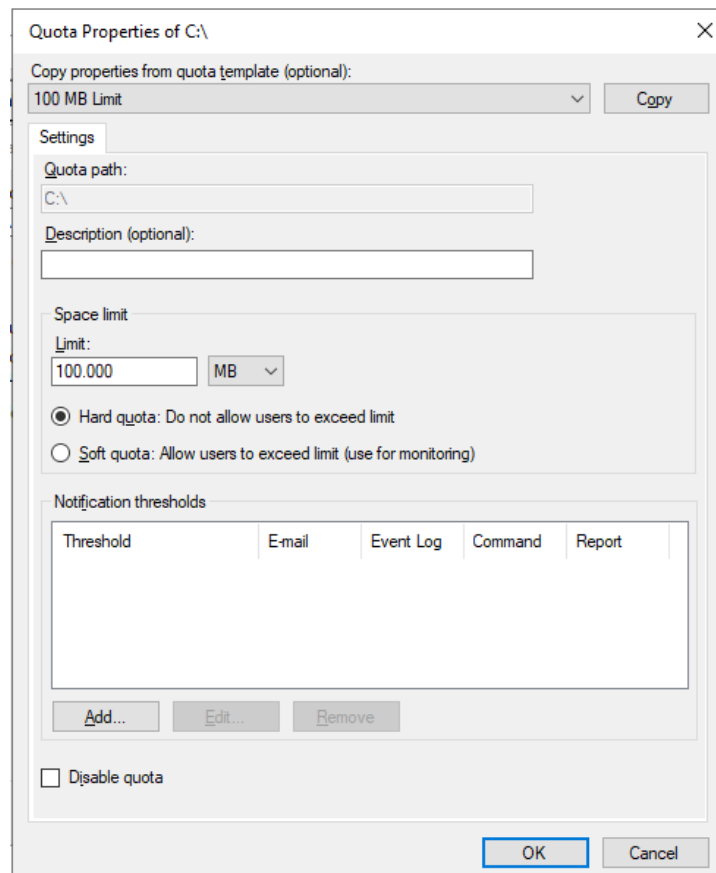 Quota Properties of C:\
Copy properties from quota template (optional):
100 MB Limit
Copy
Settings
Quota path:
C:\
Description (optional):
Space limit
Limit:
100.000 MB
Hard quota: Do not allow users to exceed limit
Soft quota: Allow users to exceed limit (use for monitoring)
Notification thresholds
Threshold E-mail Event Log Command Report
Add... Edit... Remove
Disable quota
OK Cancel